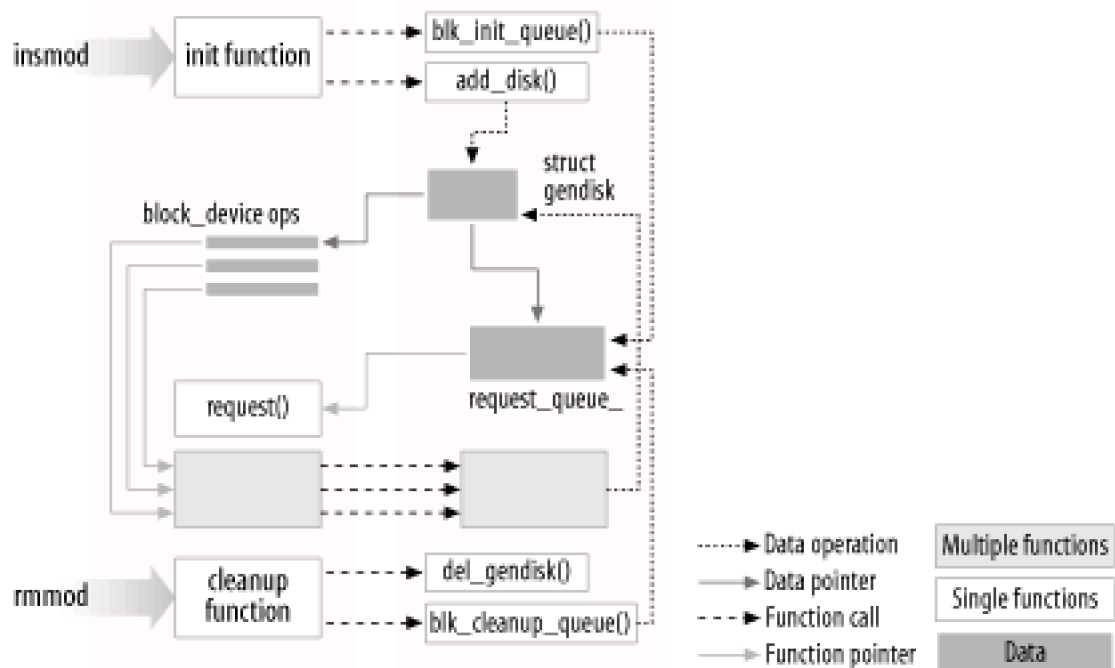 insmod
init function
blk_init_queue()
add_disk()
struct
gendisk
block_device ops
request()
request_queue_
rmmod
cleanup
function
del_gendisk()
blk_cleanup_queue()
Data operation
Data pointer
Function call
Function pointer
Multiple functions
Single functions
Data